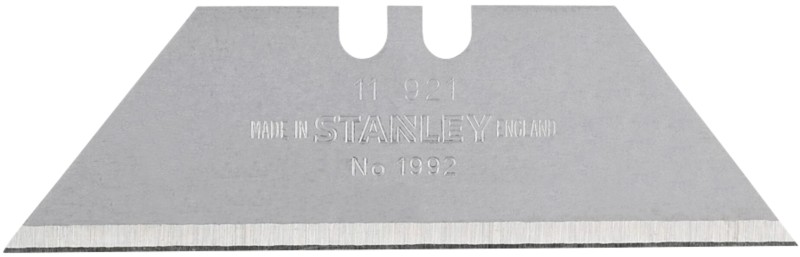 11 921
MADE IN STANLEY ENGLAND
No 1992